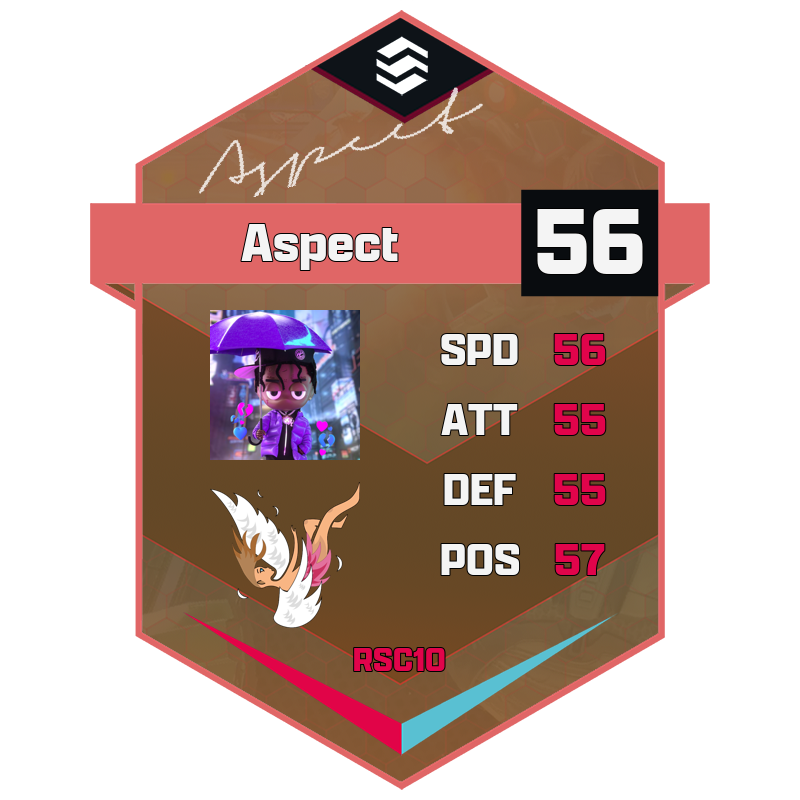 Aspect
Aspect 56
SPD 56
ATT 55
DEF 55
POS 57
RSC10